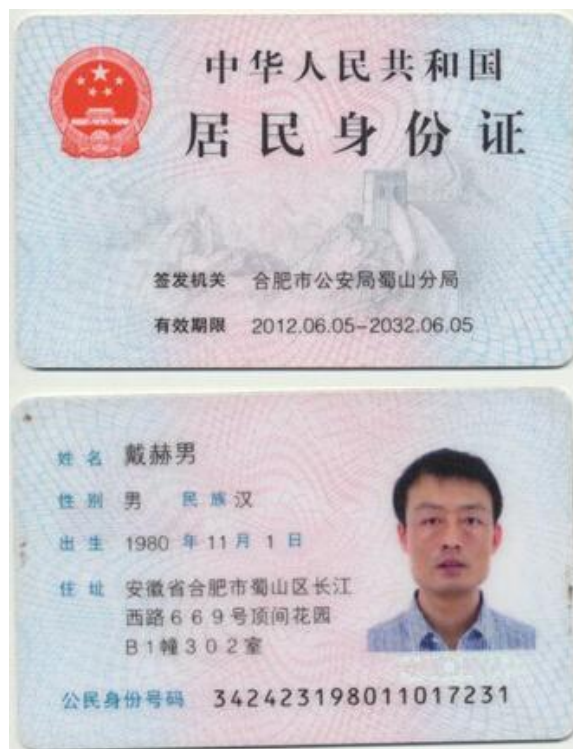 中华人民共和国
居民身份证
签发机关 合肥市公安局蜀山分局
有效期限 2012.06.05-2032.06.05
姓名 戴赫男
性别 男 民族 汉
出生 1980 年 11 月 1 日
住址 安徽省合肥市蜀山区长江
西路669号顶间花园
B1幢302室
公民身份号码 342423198011017231